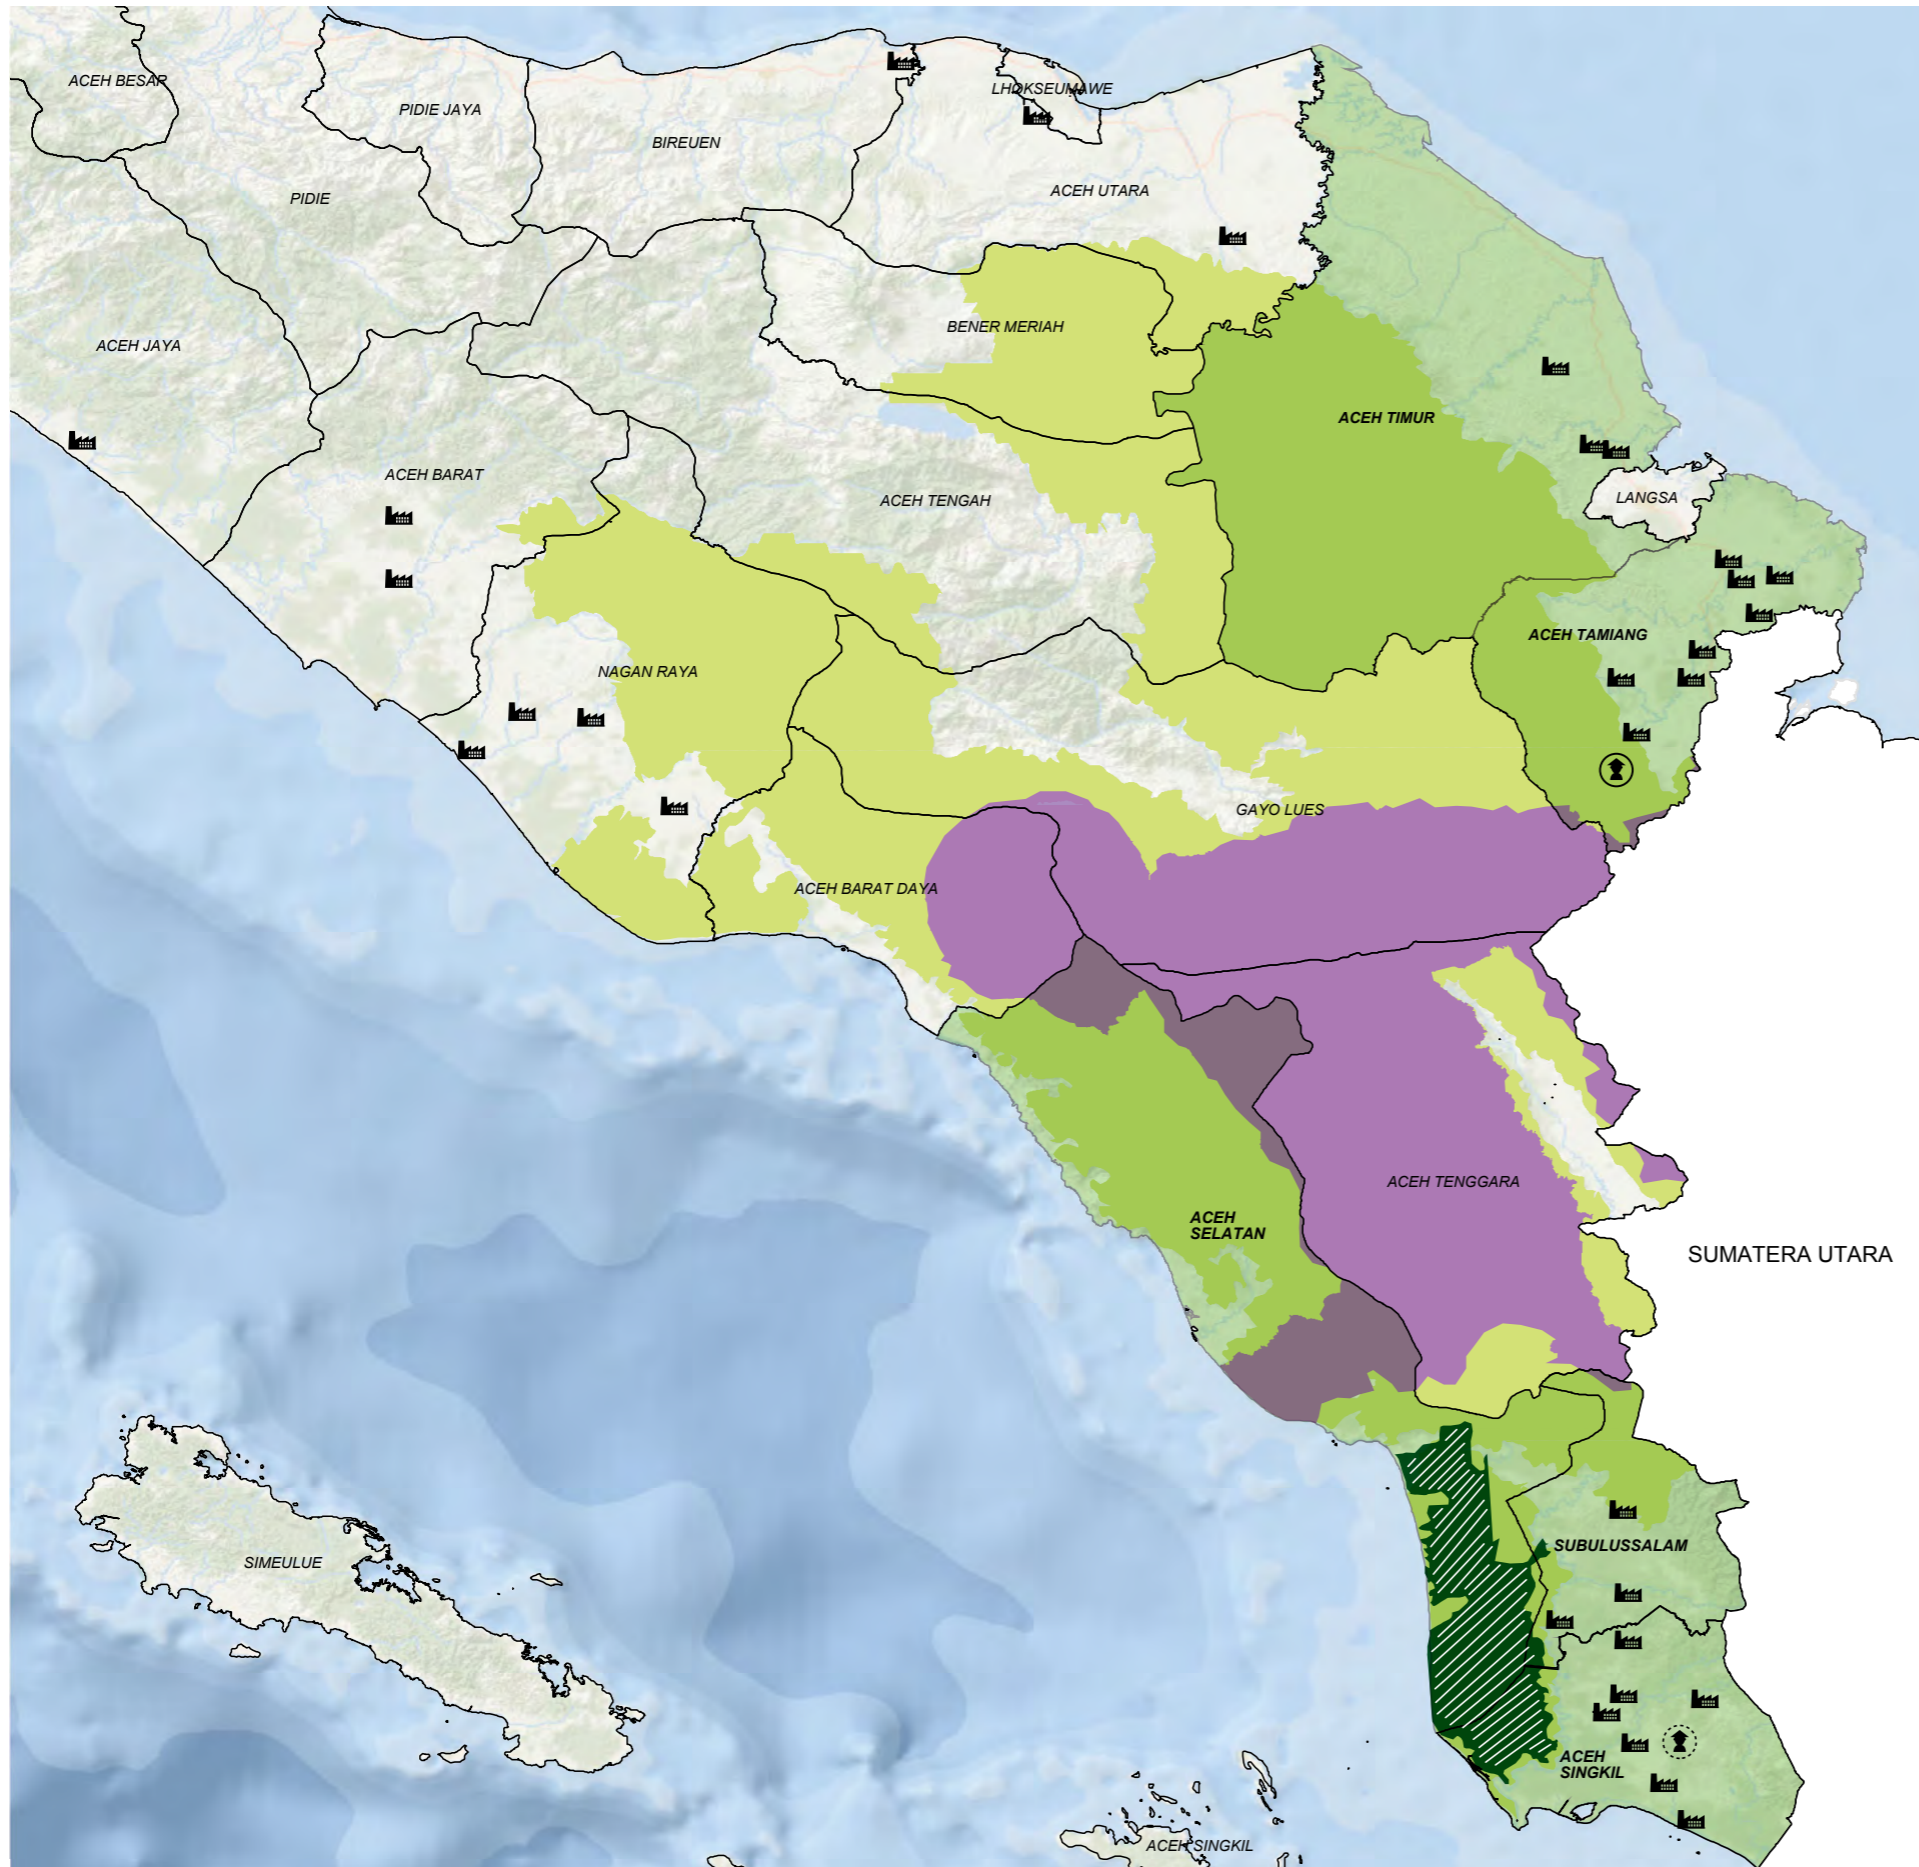 ACEH BESAR
PIDIE JAYA
LHOKSEUMAWE
BIREUEN
PIDIE
ACEH UTARA
BENER MERIAH
ACEH JAYA
ACEH TIMUR
ACEH BARAT
ACEH TENGAH
LANGSA
ACEH TAMIANG
NAGAN RAYA
GAYO LUES
ACEH BARAT DAYA
ACEH TENGGARA
ACEH
SELATAN
SUMATERA UTARA
SUBULUSSALAM
SIMEULUE
ACEH
SINGKIL
ACEH SINGKIL